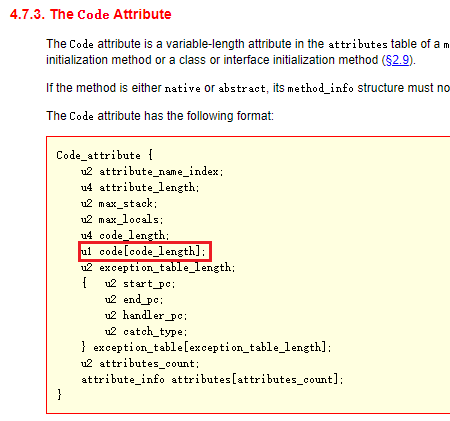 4.7.3. The Code Attribute
The Code attribute is a variable-length attribute in the attributes table of a m
initialization method or a class or interface initialization method (§2.9).
If the method is either native or abstract, its method_info structure must no
The Code attribute has the following format:
Code_attribute {
u2 attribute_name_index;
u4 attribute_length;
u2 max_stack;
u2 max_locals;
u4 code_length;
u1 code[code_length];
u2 exception_table_length;
{ u2 start_pc;
u2 end_pc;
u2 handler_pc;
u2 catch_type;
} exception_table[exception_table_length];
u2 attributes_count;
attribute_info attributes[attributes_count];
}